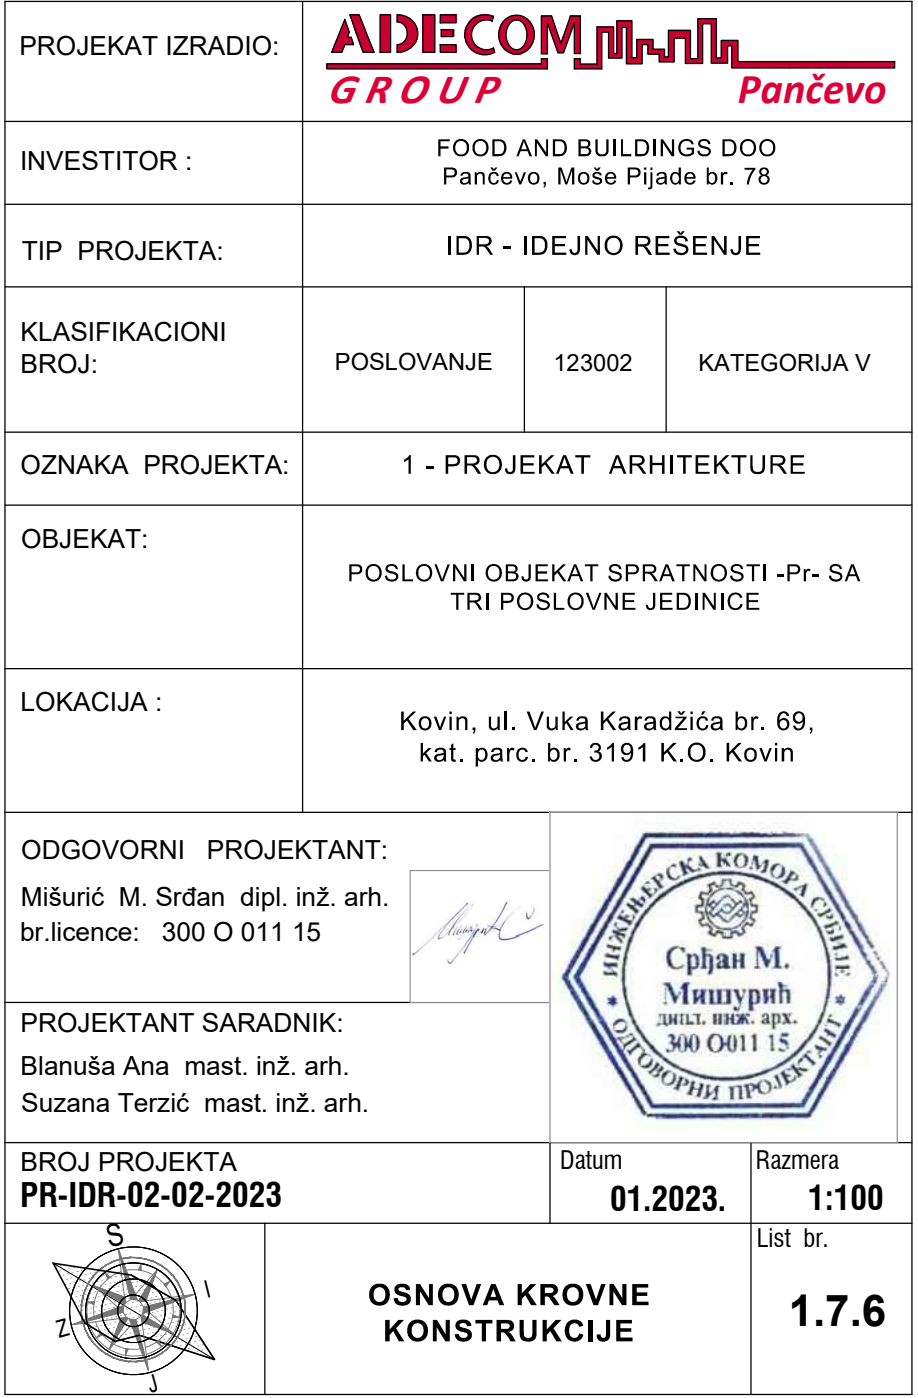 PROJEKAT IZRADIO:
ADECOM
GROUP Pančevo
INVESTITOR :
FOOD AND BUILDINGS DOO
Pančevo, Moše Pijade br. 78
TIP PROJEKTA:
IDR - IDEJNO REŠENJE
KLASIFIKACIONI
BROJ:
POSLOVANJE
123002
KATEGORIJA V
OZNAKA PROJEKTA:
1 - PROJEKAT ARHITEKTURE
OBJEKAT:
POSLOVNI OBJEKAT SPRATNOSTI -Pr- SA
TRI POSLOVNE JEDINICE
LOKACIJA :
Kovin, ul. Vuka Karadžića br. 69,
kat. parc. br. 3191 K.O. Kovin
ODGOVORNI PROJEKTANT:
Mišurić M. Srđan dipl. inž. arh.
br.licence: 300 O 011 15
ИНЖЕЊЕРСКА КОМОРА СРБИЈЕ
Срђан М.
Мишурић
дипл. инж. арх.
300 O011 15
* ОДГОВОРНИ ПРОЈЕКТАНТ *
PROJEKTANT SARADNIK:
Blanuša Ana mast. inž. arh.
Suzana Terzić mast. inž. arh.
BROJ PROJEKTA
PR-IDR-02-02-2023
Datum
01.2023.
Razmera
1:100
S
I
Z
J
OSNOVA KROVNE
KONSTRUKCIJE
List br.
1.7.6